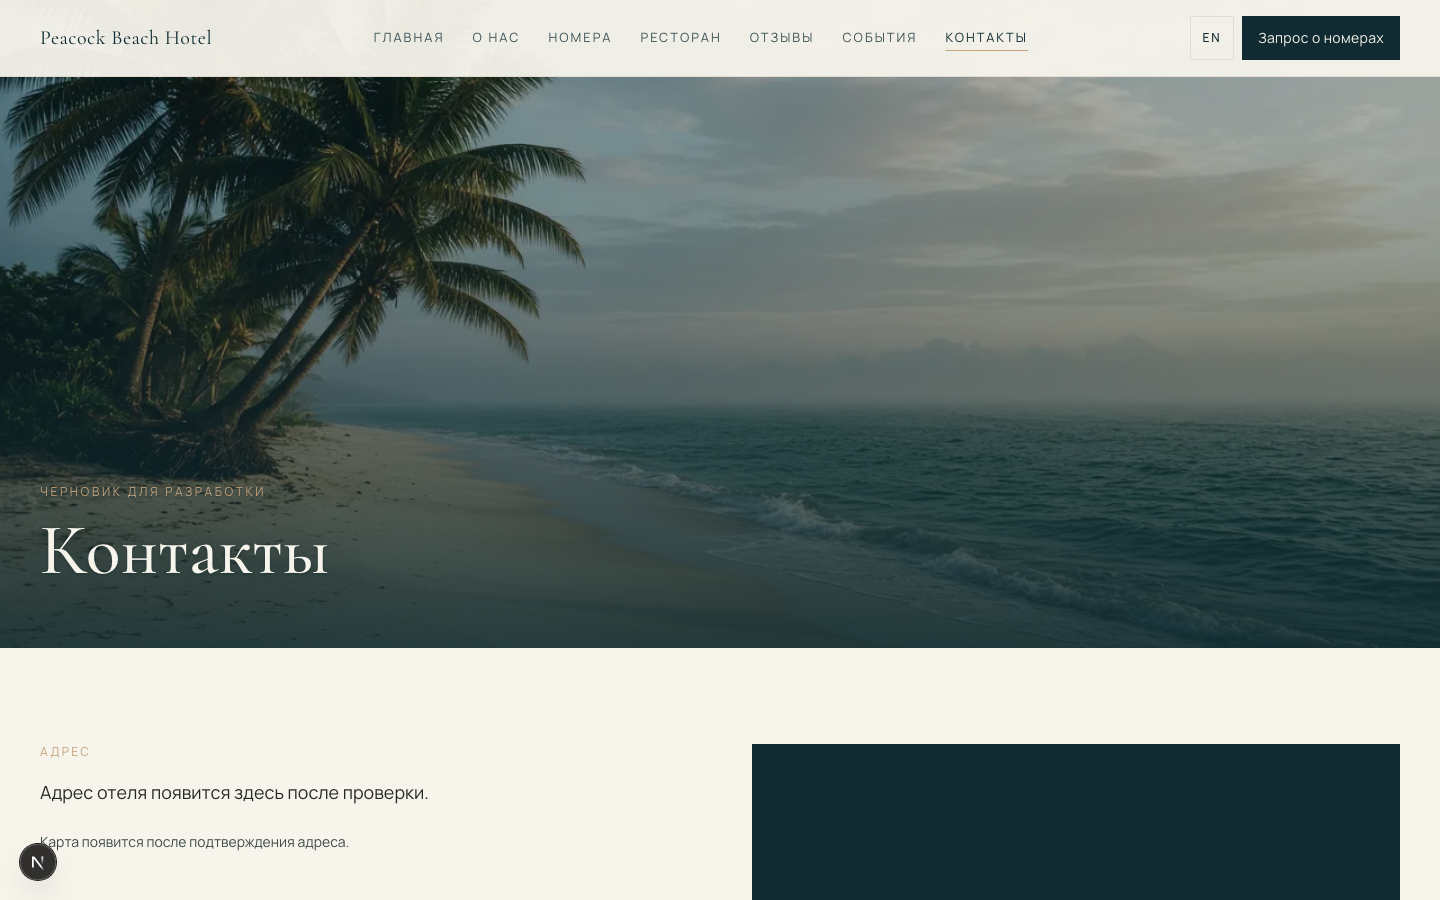 Peacock Beach Hotel
ГЛАВНАЯ О НАС НОМЕРА РЕСТОРАН ОТЗЫВЫ СОБЫТИЯ КОНТАКТЫ
EN
Запрос о номерах
ЧЕРНОВИК ДЛЯ РАЗРАБОТКИ
Контакты
АДРЕС
Адрес отеля появится здесь после проверки.
Карта появится после подтверждения адреса.
N